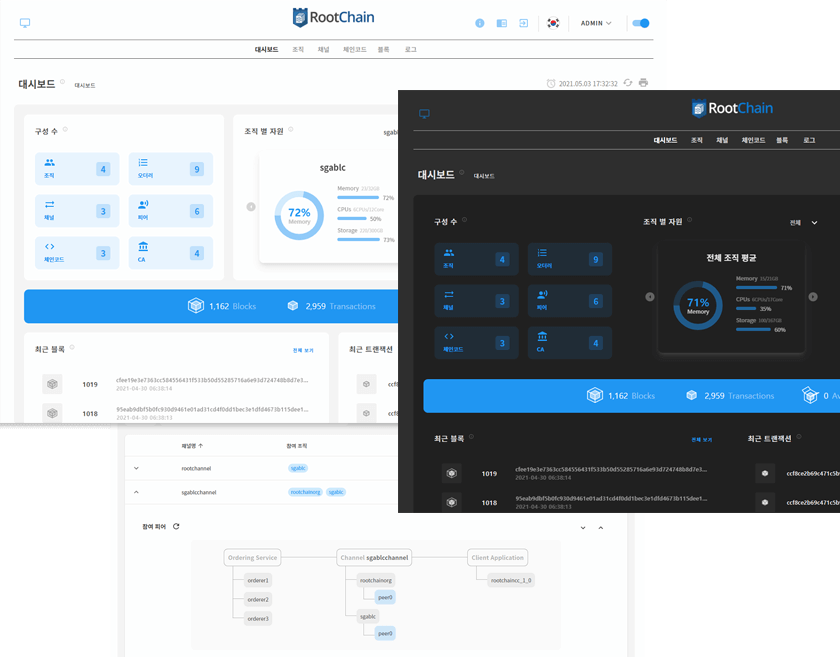 RootChain
ADMIN
대시보드 조직 채널 체인코드 블록 로그
대시보드 대시보드
2021.05.03 17:32:32
구성 수
조직 4
오더러 9
채널 3
피어 6
체인코드 3
CA 4
조직 별 자원
sgablc
72%
Memory
Memory
72%
CPUs
50%
Storage
73%
1,162 Blocks
2,959 Transactions
최근 블록 전체 보기
1019
cfee19e3e7363cc584556431f533b50d55285716a6e93d724748b8d7e3...
2021-04-30 06:38:14
1018
95eab9dbf5b0fc930d9461e01ad31cd4f0dd1bec3e1dfd4673b115dee1...
2021-04-30 06:38:13
최근 트랜잭션
RootChain
대시보드 조직 채널 체인코드 블록 로그
대시보드 대시보드
구성 수
조직 4
오더러 9
채널 3
피어 6
체인코드 3
CA 4
조직 별 자원 전체
전체 조직 평균
71%
Memory
Memory
71%
CPUs
35%
Storage
60%
1,162 Blocks
2,959 Transactions
0
최근 블록 전체 보기
1019
cfee19e3e7363cc584556431f533b50d55285716a6e93d724748b8d7e3...
2021-04-30 06:38:14
1018
95eab9dbf5b0fc930d9461e01ad31cd4f0dd1bec3e1dfd4673b115dee1...
2021-04-30 06:38:13
최근 트랜잭션
채널명 참여 조직
rootchannel sgablc
sgablcchannel rootchainorg sgablc
참여 피어
Ordering Service
orderer1
orderer2
orderer3
Channel sgablcchannel
rootchainorg
peer0
sgablc
peer0
Client Application
rootchaincc_1_0